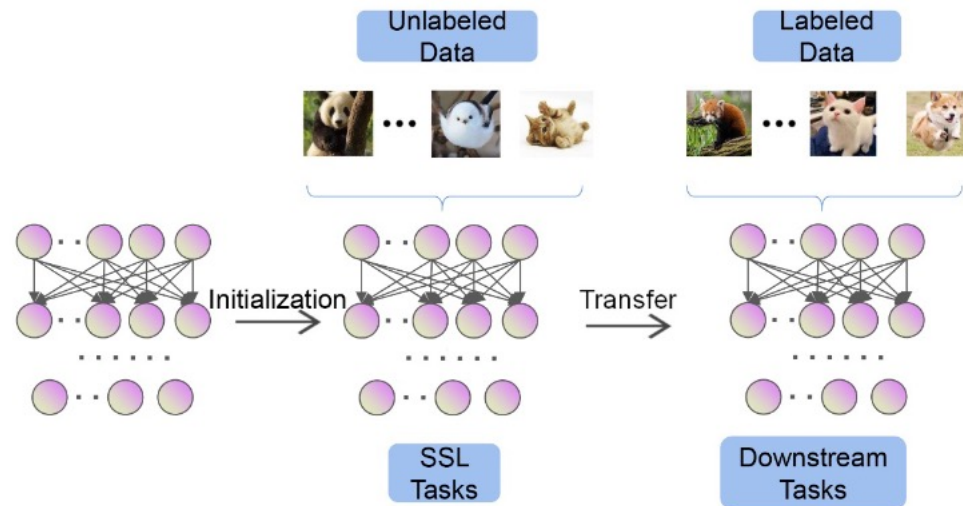 Unlabeled
Data
Labeled
Data
Initialization
Transfer
SSL
Tasks
Downstream
Tasks